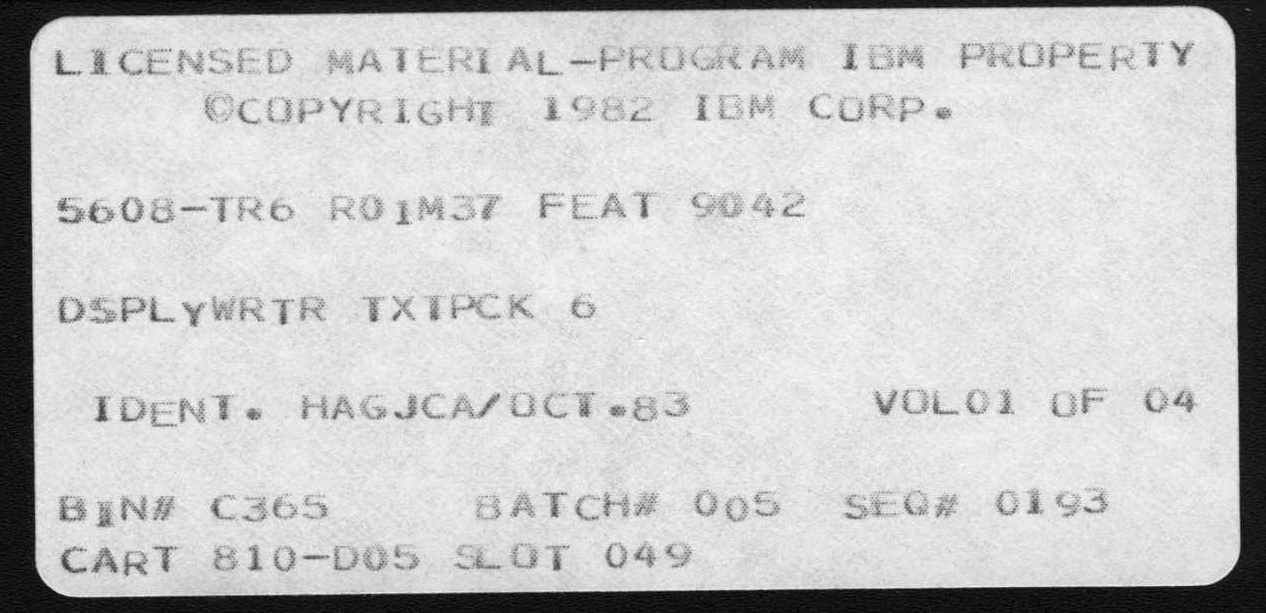 LICENSED MATERIAL-PROGRAM IBM PROPERTY
©COPYRIGHT 1982 IBM CORP.
5608-TR6 R01M37 FEAT 9042
DSPLYWRTR TXTPCK 6
IDENT. HAGJCA/OCT.83 VOL01 OF 04
BIN# C365 BATCH# 005 SEQ# 0193
CART 810-D05 SLOT 049